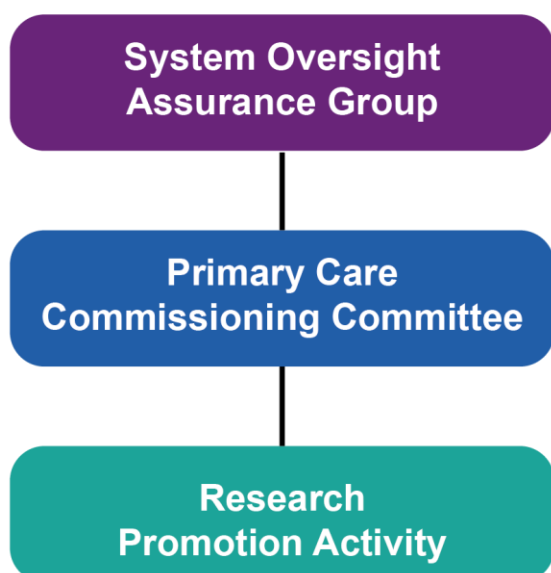 System Oversight
Assurance Group
Primary Care
Commissioning Committee
Research
Promotion Activity